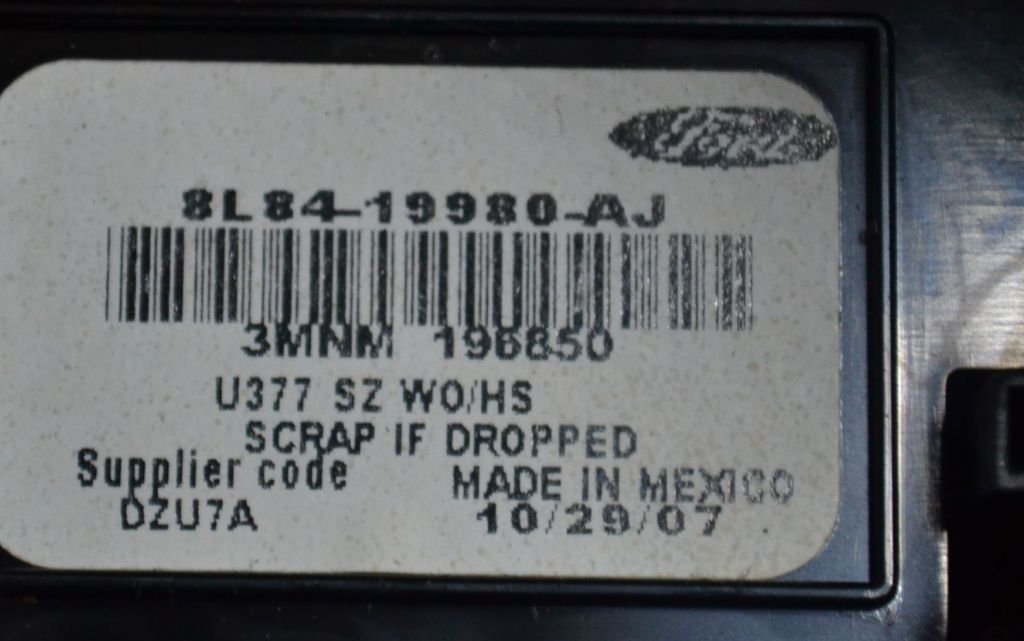 Ford
8L84-19980-AJ
3MNM 196850
U377 SZ WO/HS
SCRAP IF DROPPED
Supplier code
MADE IN MEXICO
DZU7A
10/29/07